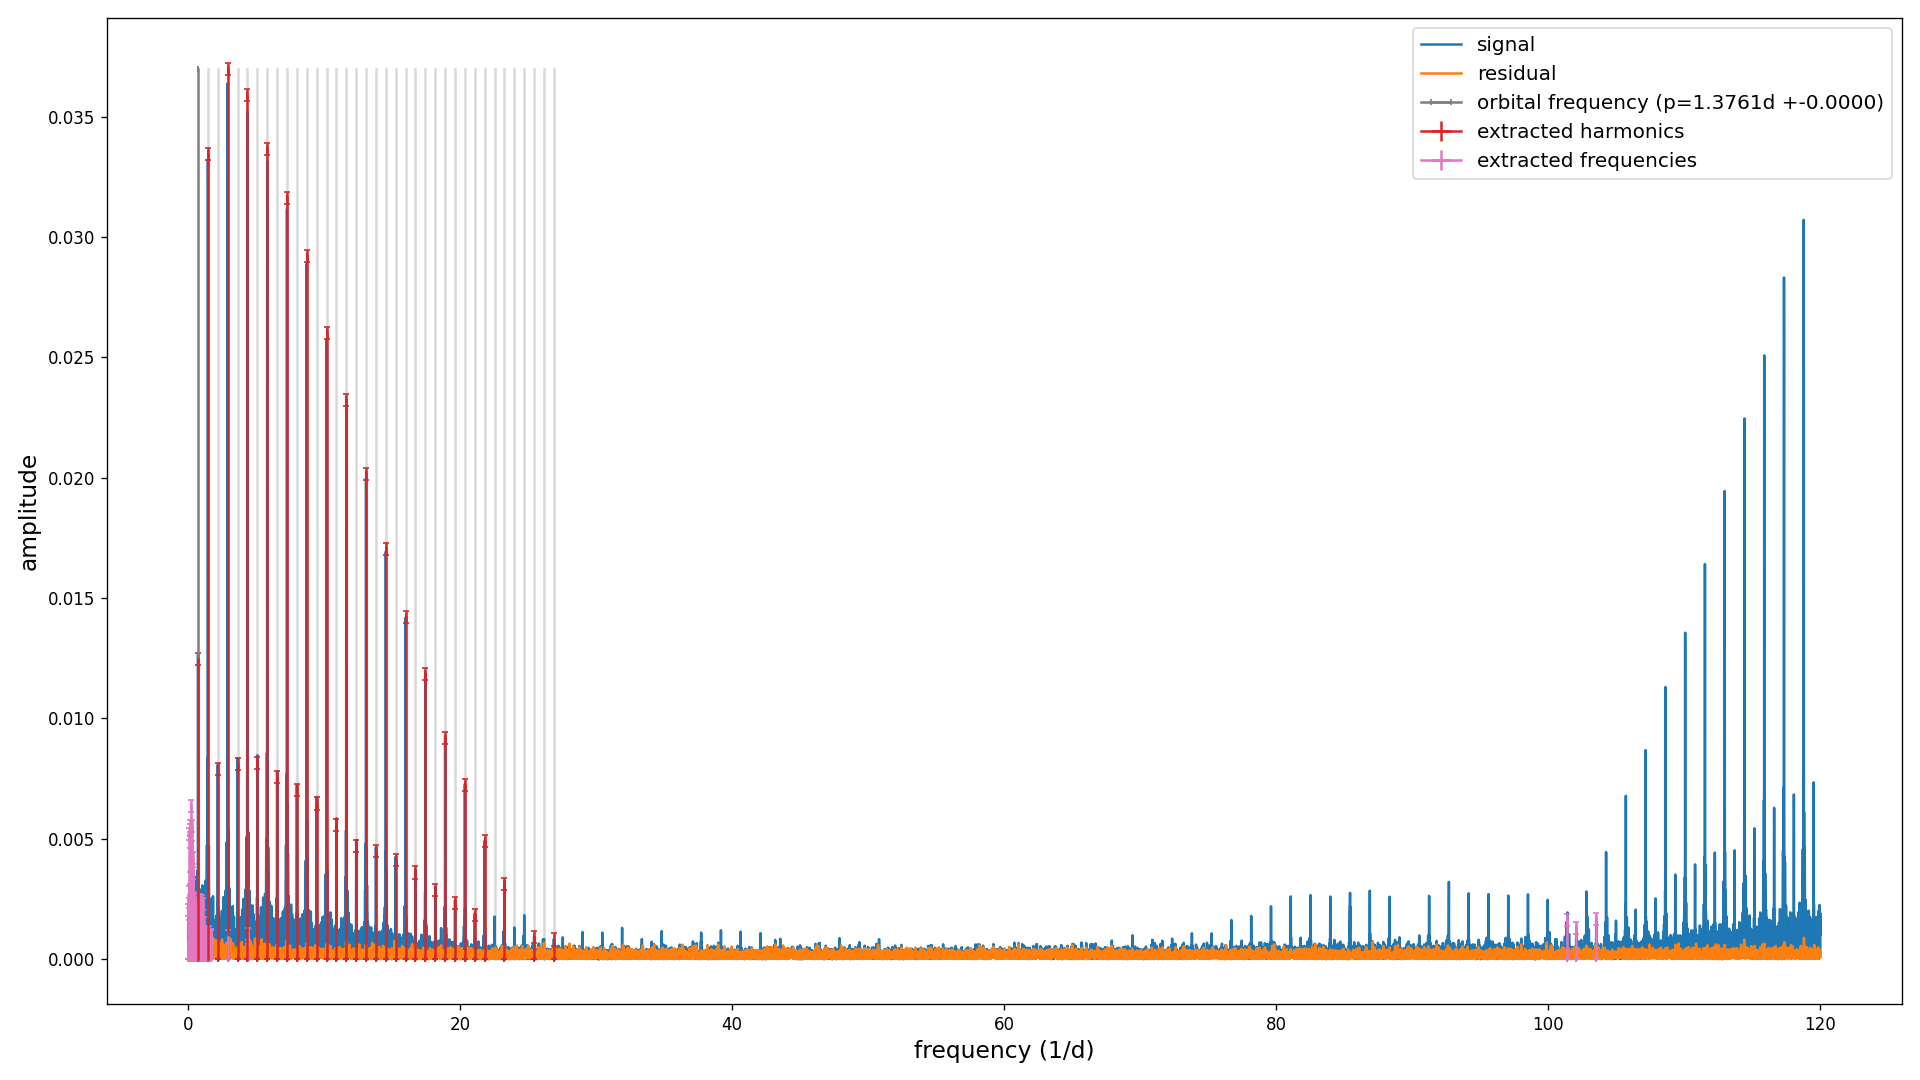 signal
residual
orbital frequency (p=1.3761d +-0.0000)
extracted harmonics
extracted frequencies
amplitude
0.035
0.030
0.025
0.020
0.015
0.010
0.005
0.000
0 20 40 60 80 100 120
frequency (1/d)